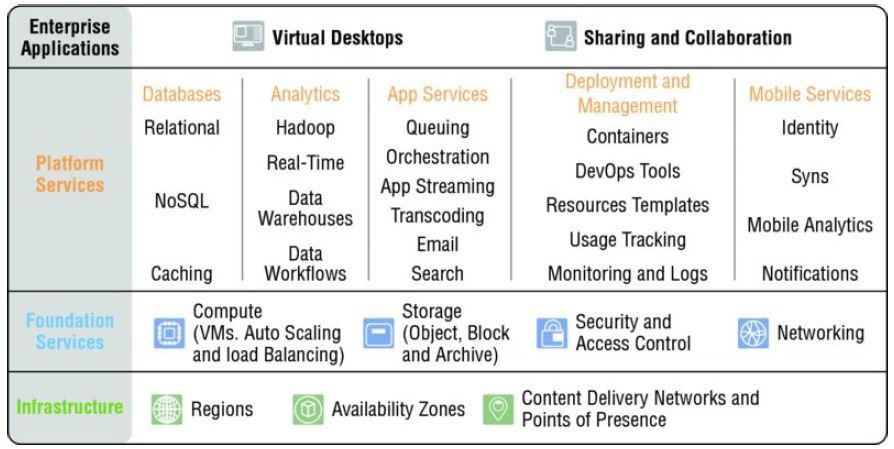 Enterprise
Applications
Virtual Desktops
Sharing and Collaboration
Platform
Services
Databases
Relational
NoSQL
Caching
Analytics
Hadoop
Real-Time
Data
Warehouses
Data
Workflows
App Services
Queuing
Orchestration
App Streaming
Transcoding
Email
Search
Deployment and
Management
Containers
DevOps Tools
Resources Templates
Usage Tracking
Monitoring and Logs
Mobile Services
Identity
Syns
Mobile Analytics
Notifications
Foundation
Services
Compute
(VMs. Auto Scaling
and load Balancing)
Storage
(Object, Block
and Archive)
Security and
Access Control
Networking
Infrastructure
Regions
Availability Zones
Content Delivery Networks and
Points of Presence